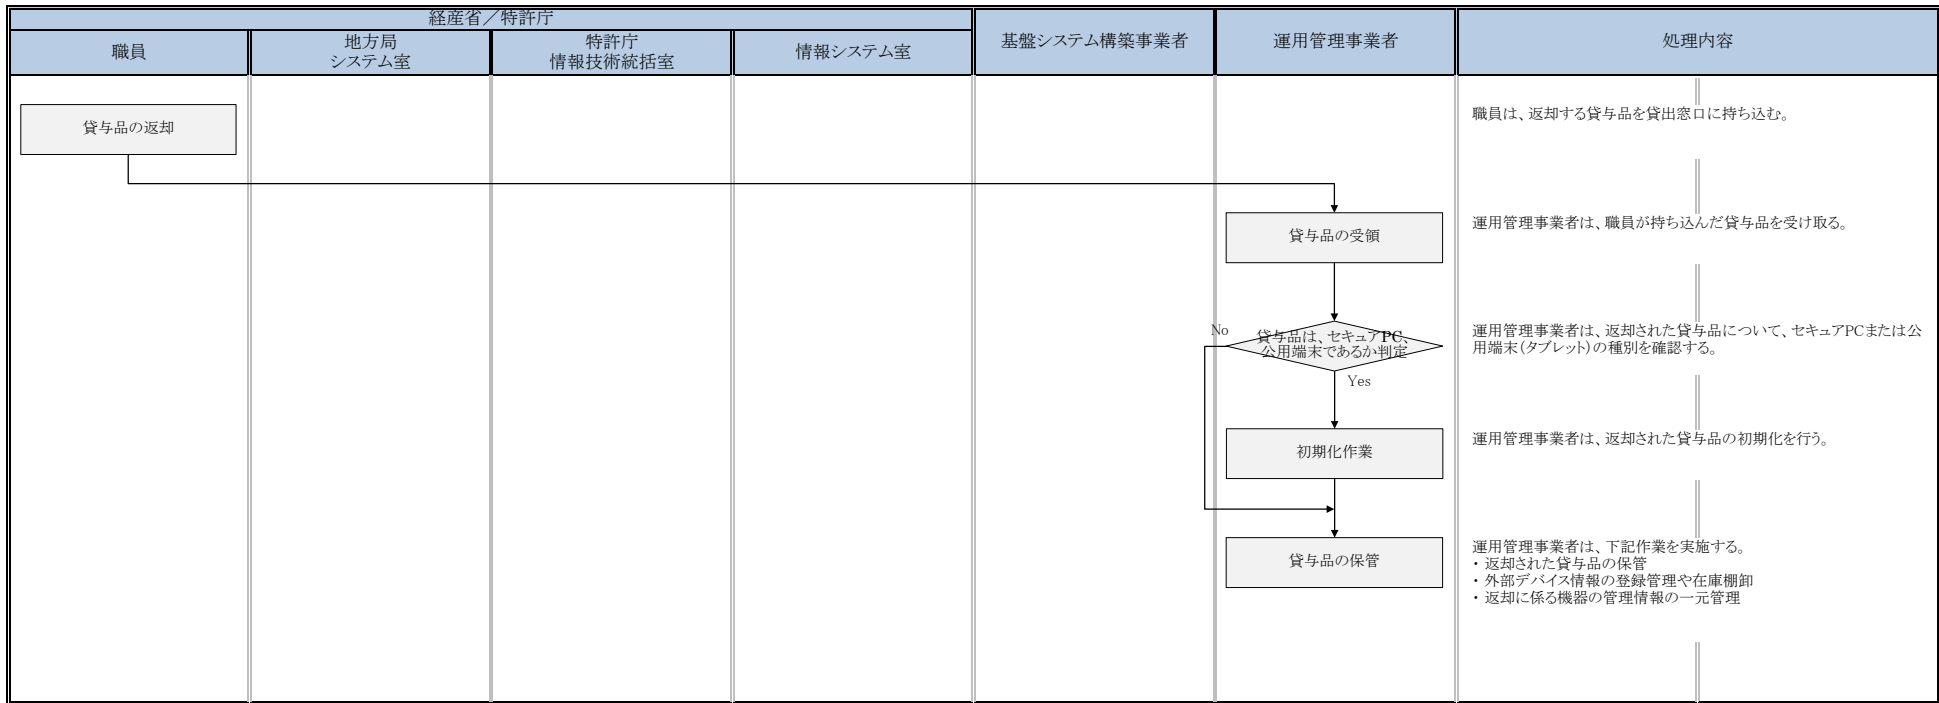 経産省／特許庁
職員
地方局
システム室
特許庁
情報技術統括室
情報システム室
基盤システム構築事業者
運用管理事業者
処理内容
貸与品の返却
職員は、返却する貸与品を貸出窓口に持ち込む。
貸与品の受領
運用管理事業者は、職員が持ち込んだ貸与品を受け取る。
No
貸与品は、セキュアPC、
公用端末であるか判定
Yes
運用管理事業者は、返却された貸与品について、セキュアPCまたは公
用端末（タブレット）の種別を確認する。
初期化作業
運用管理事業者は、返却された貸与品の初期化を行う。
貸与品の保管
運用管理事業者は、下記作業を実施する。
・返却された貸与品の保管
・外部デバイス情報の登録管理や在庫棚卸
・返却に係る機器の管理情報の一元管理